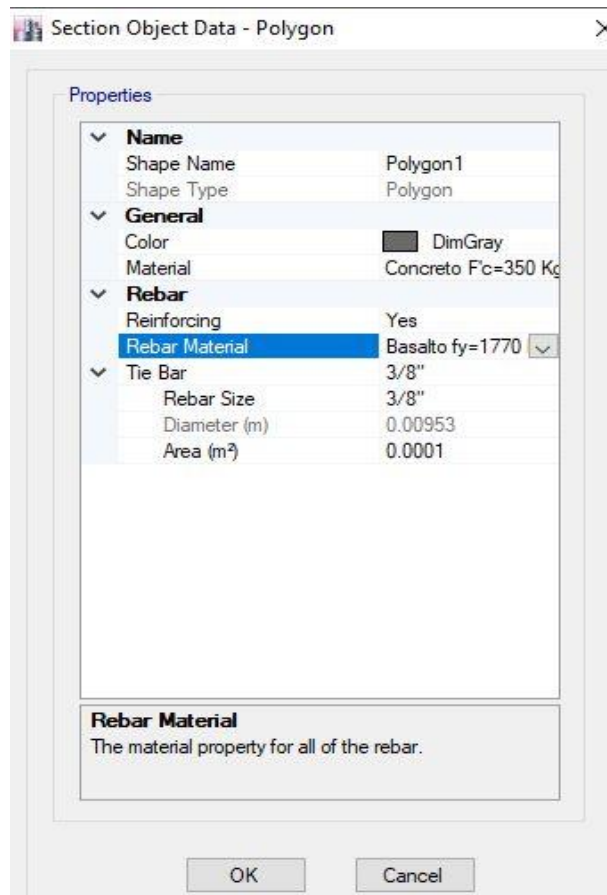 Section Object Data - Polygon
Properties
Name
Shape Name Polygon1
Shape Type Polygon
General
Color DimGray
Material Concreto F'c=350 Kg
Rebar
Reinforcing Yes
Rebar Material Basalto fy=1770
Tie Bar 3/8"
Rebar Size 3/8"
Diameter (m) 0.00953
Area (m²) 0.0001
Rebar Material
The material property for all of the rebar.
OK Cancel